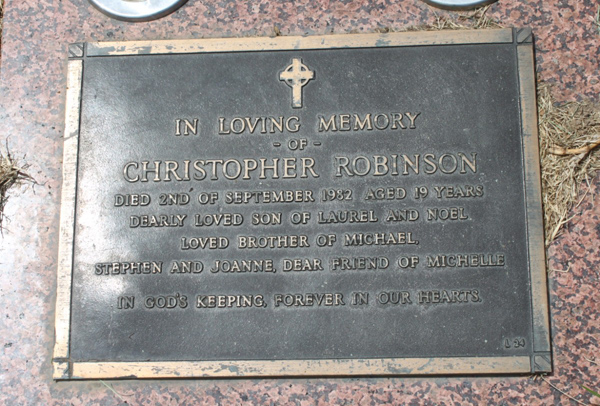 IN LOVING MEMORY
- OF -
CHRISTOPHER ROBINSON
DIED 2ND OF SEPTEMBER 1982 AGED 19 YEARS
DEARLY LOVED SON OF LAUREL AND NOEL
LOVED BROTHER OF MICHAEL,
STEPHEN AND JOANNE, DEAR FRIEND OF MICHELLE
IN GOD'S KEEPING, FOREVER IN OUR HEARTS.